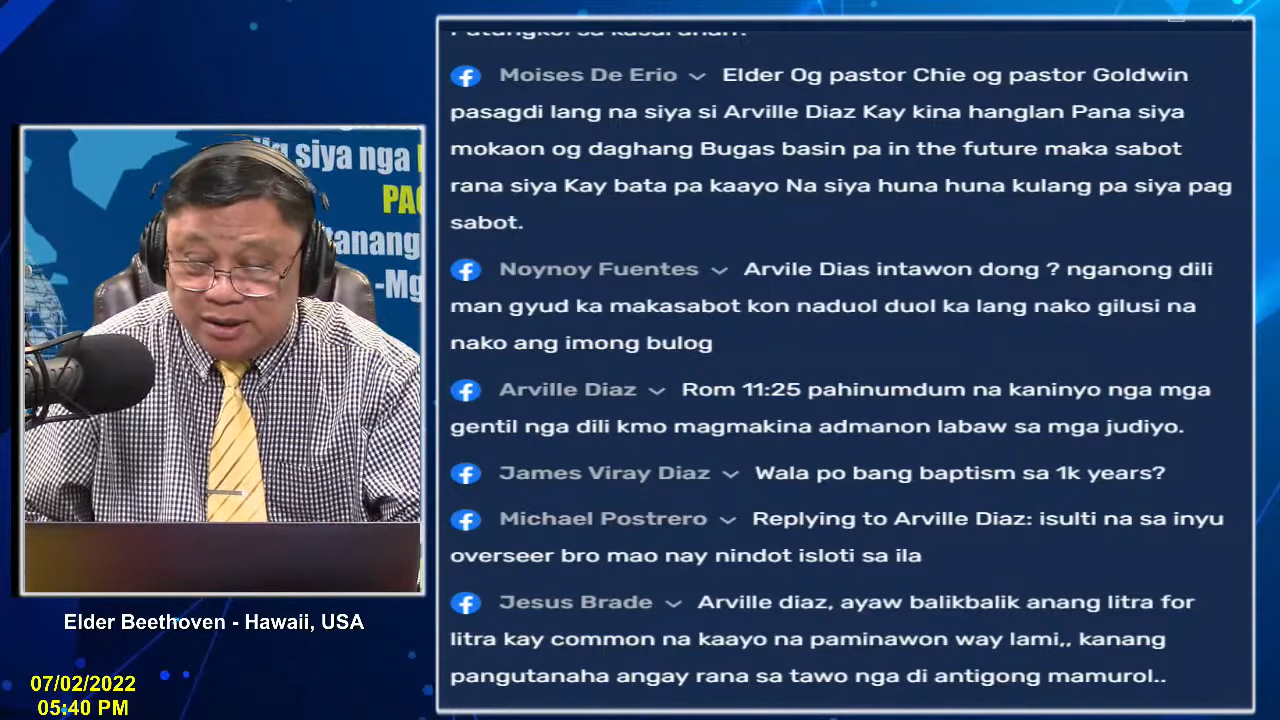 siya nga
tanang
-Mg
Moises De Erio Elder Og pastor Chie og pastor Goldwin
pasagdi lang na siya si Arville Diaz Kay kina hanglan Pana siya
mokaon og daghang Bugas basin pa in the future maka sabot
rana siya Kay bata pa kaayo Na siya huna huna kulang pa siya pag
sabot.
Noynoy Fuentes Arvile Dias intawon dong ? nganong dili
man gyud ka makasabot kon naduol duol ka lang nako gilusi na
nako ang imong bulog
Arville Diaz Rom 11:25 pahinumdum na kaninyo nga mga
gentil nga dili kmo magmakina admanon labaw sa mga judiyo.
James Viray Diaz Wala po bang baptism sa 1k years?
Michael Postrero Replying to Arville Diaz: isulti na sa inyu
overseer bro mao nay nindot isloti sa ila
Jesus Brade Arville diaz, ayaw balikbalik anang litra for
litra kay common na kaayo na paminawon way lami,, kanang
pangutanaha angay rana sa tawo nga di antigong mamurol..
Elder Beethoven - Hawaii, USA
07/02/2022
05:40 PM